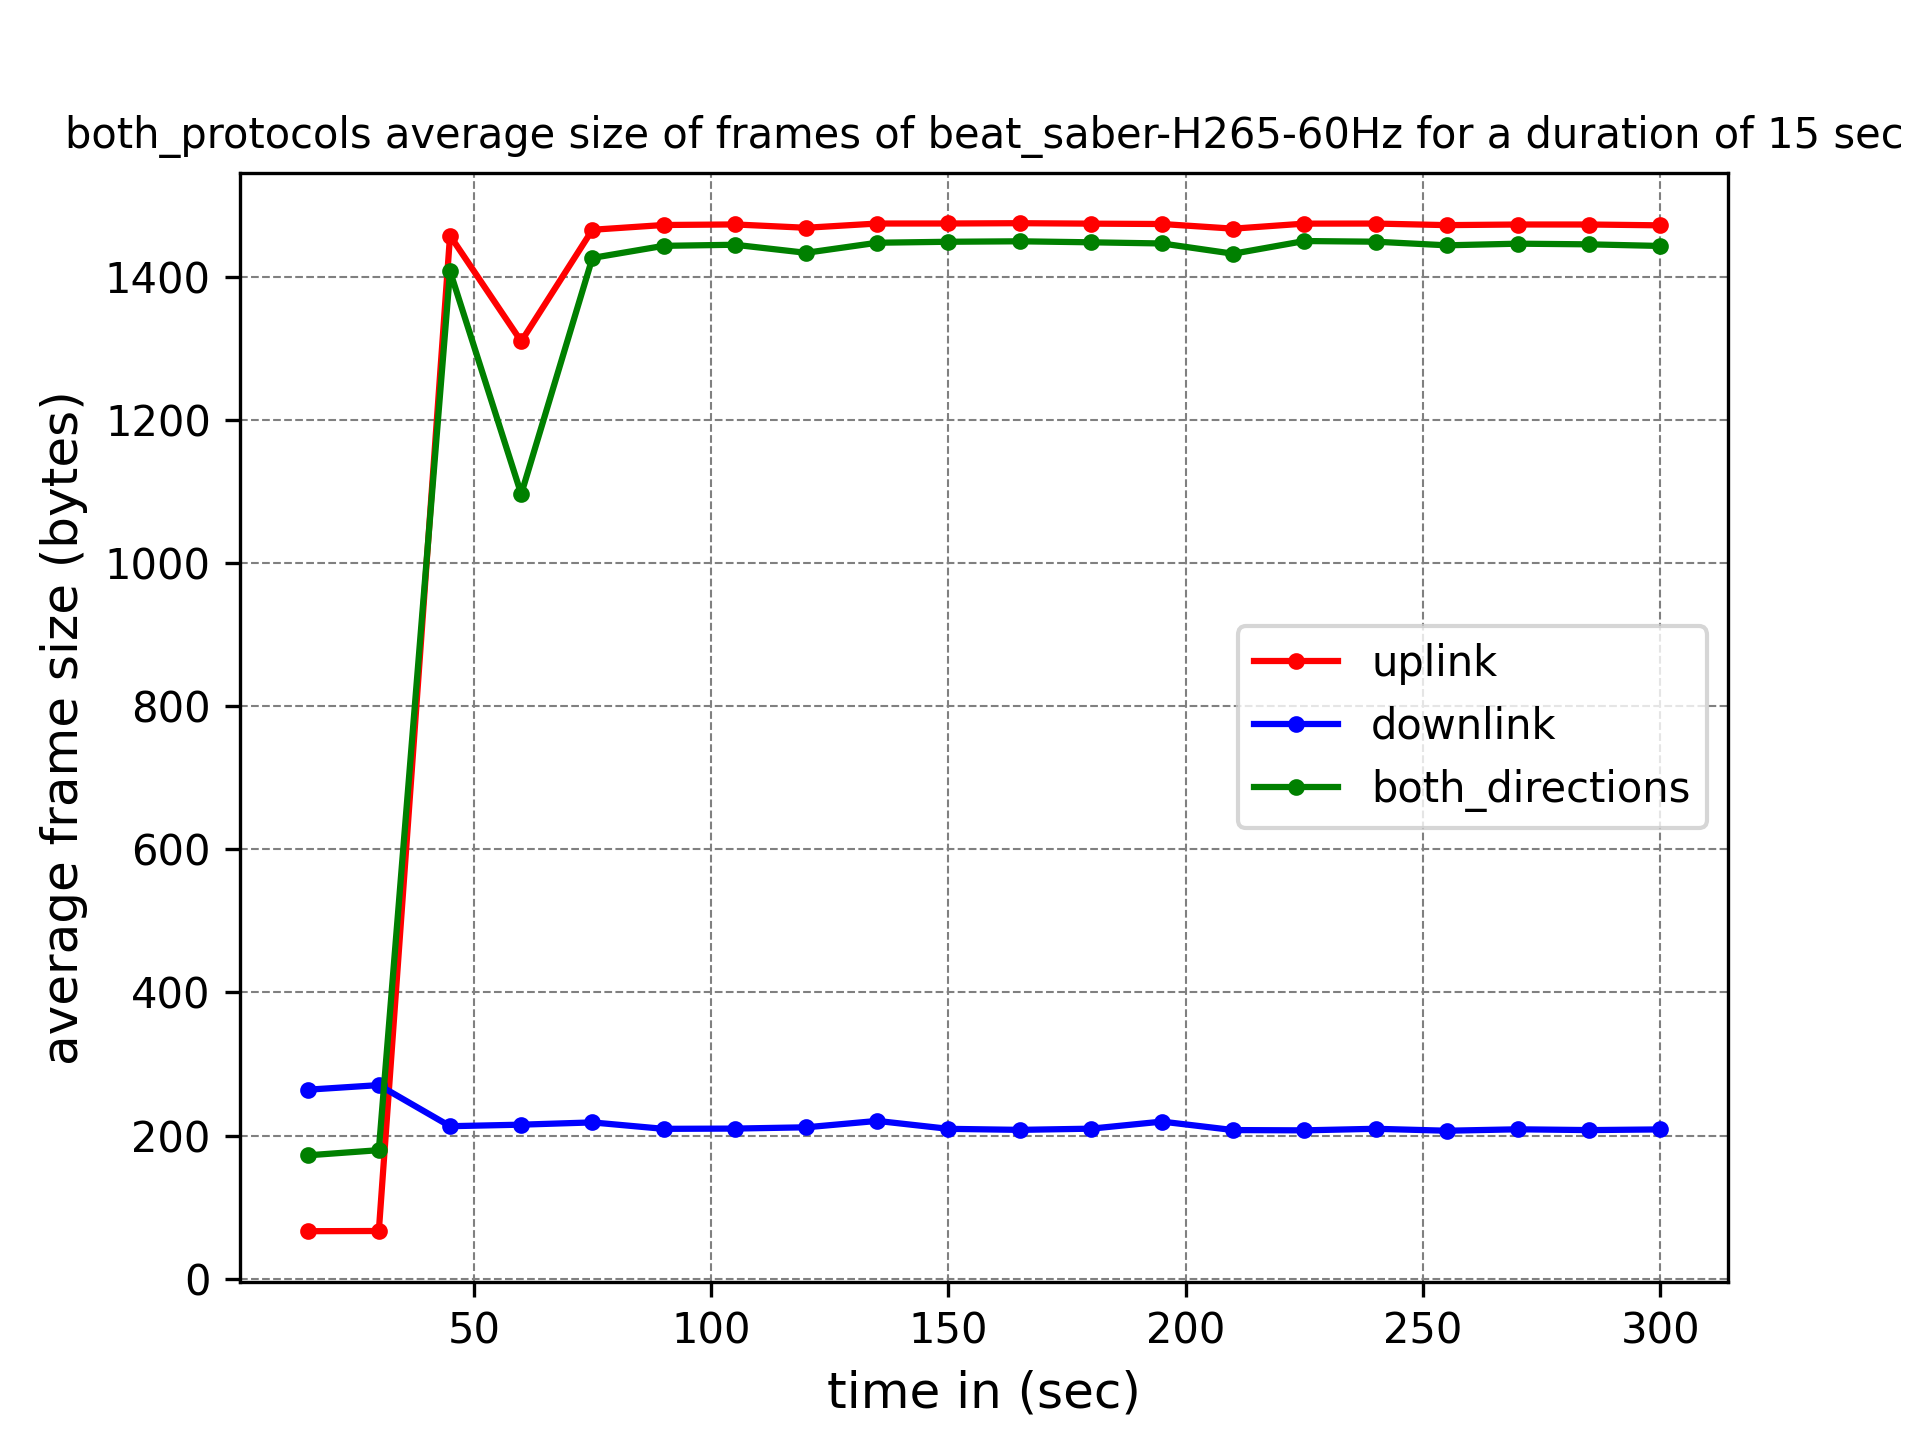 both_protocols average size of frames of beat_saber-H265-60Hz for a duration of 15 sec
average frame size (bytes)
1400
1200
1000
800
600
400
200
0
uplink
downlink
both_directions
50 100 150 200 250 300
time in (sec)